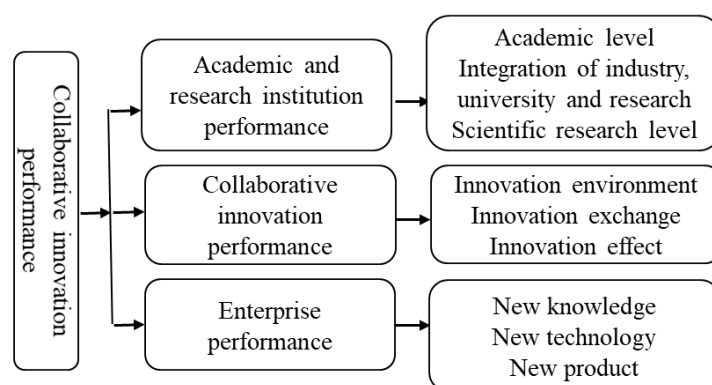 Collaborative innovation
performance
Academic and
research institution
performance
Academic level
Integration of industry,
university and research
Scientific research level
Collaborative
innovation
performance
Innovation environment
Innovation exchange
Innovation effect
Enterprise
performance
New knowledge
New technology
New product